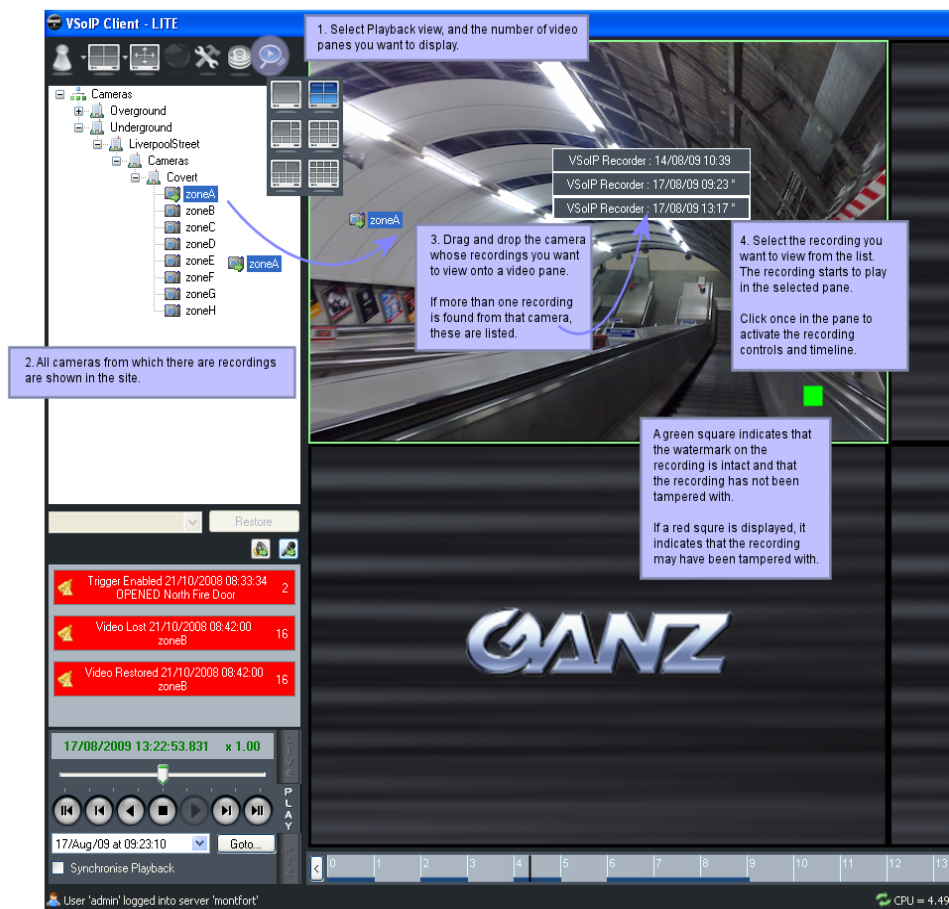 VSoIP Client - LITE
1. Select Playback view, and the number of video
panes you want to display.
Cameras
Overground
Underground
LiverpoolStreet
Cameras
Covert
zoneA
zoneB
zoneC
zoneD
zoneE
zoneF
zoneG
zoneH
zoneA
zoneA
VSoIP Recorder : 14/08/09 10:39
VSoIP Recorder : 17/08/09 09:23 *
VSoIP Recorder : 17/08/09 13:17 *
2. All cameras from which there are recordings
are shown in the site.
3. Drag and drop the camera
whose recordings you want
to view onto a video pane.
If more than one recording
is found from that camera,
these are listed.
4. Select the recording you
want to view from the list.
The recording starts to play
in the selected pane.
Click once in the pane to
activate the recording
controls and timeline.
A green square indicates that
the watermark on the
recording is intact and that
the recording has not been
tampered with.
If a red squre is displayed, it
indicates that the recording
may have been tampered with.
Restore
Trigger Enabled 21/10/2008 08:33:34
OPENED North Fire Door
2
Video Lost 21/10/2008 08:42:00
zoneB
16
Video Restored 21/10/2008 08:42:00
zoneB
16
GANZ
17/08/2009 13:22:53.831 x 1.00
LIVE
PLAY
PTZ
17/Aug/09 at 09:23:10
Goto...
Synchronise Playback
0 1 2 3 4 5 6 7 8 9 10 11 12 13
User 'admin' logged into server 'montfort'
CPU = 4.49